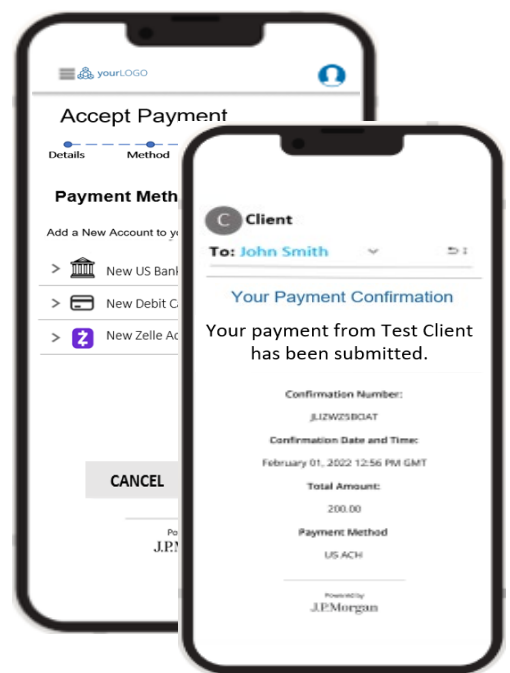 yourLOGO
Accept Payment
Details Method
Payment Meth
Add a New Account to y
> New US Bank
> New Debit C
> New Zelle Ac
CANCEL
Po
J.P.M
C Client
To: John Smith
Your Payment Confirmation
Your payment from Test Client
has been submitted.
Confirmation Number:
JLIZWZSBOAT
Confirmation Date and Time:
February 01, 2022 12:56 PM GMT
Total Amount:
200.00
Payment Method
US ACH
Powered by
J.P.Morgan